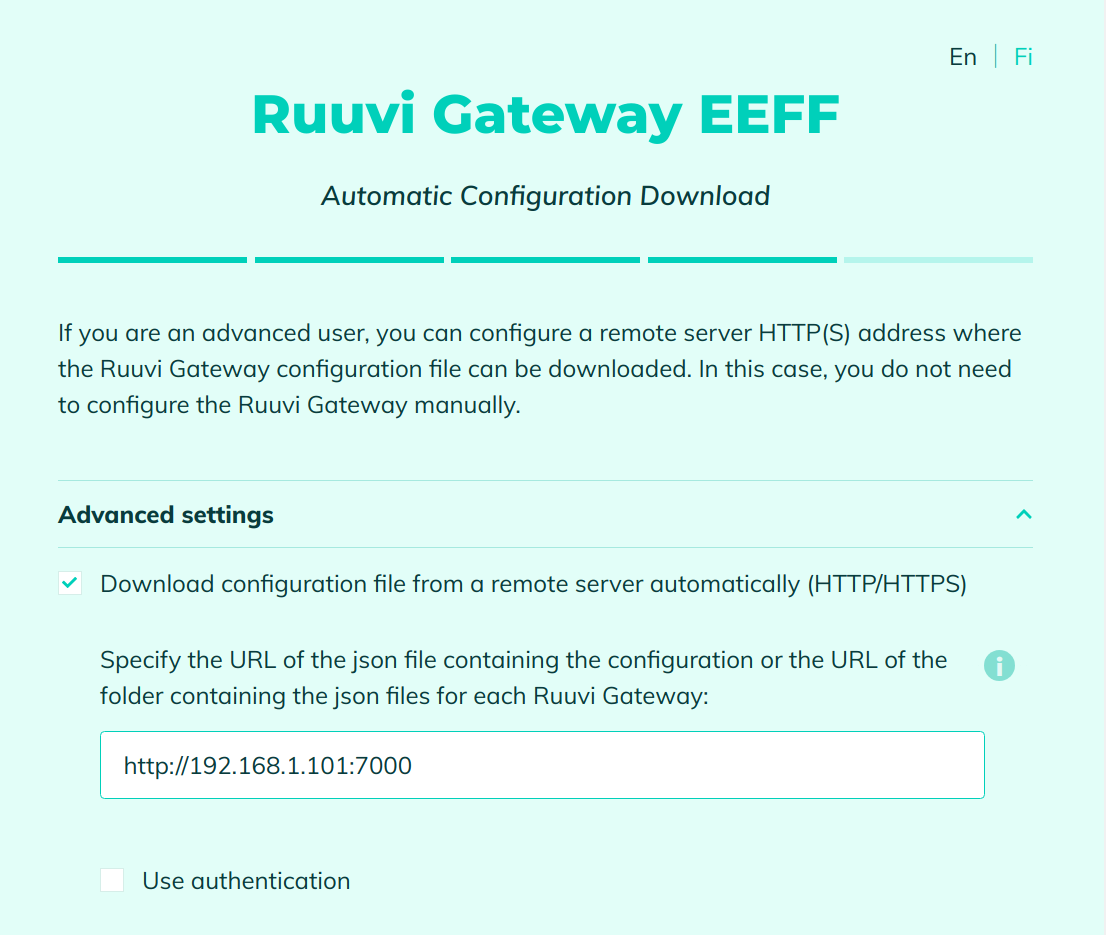 En | Fi
Ruuvi Gateway EEFF
Automatic Configuration Download
If you are an advanced user, you can configure a remote server HTTP(S) address where
the Ruuvi Gateway configuration file can be downloaded. In this case, you do not need
to configure the Ruuvi Gateway manually.
Advanced settings
Download configuration file from a remote server automatically (HTTP/HTTPS)
Specify the URL of the json file containing the configuration or the URL of the
folder containing the json files for each Ruuvi Gateway:
http://192.168.1.101:7000
Use authentication